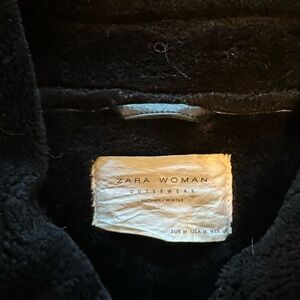 ZARA WOMAN
OUTERWEAR
AUTUMN / WINTER
EUR M USA M MEX